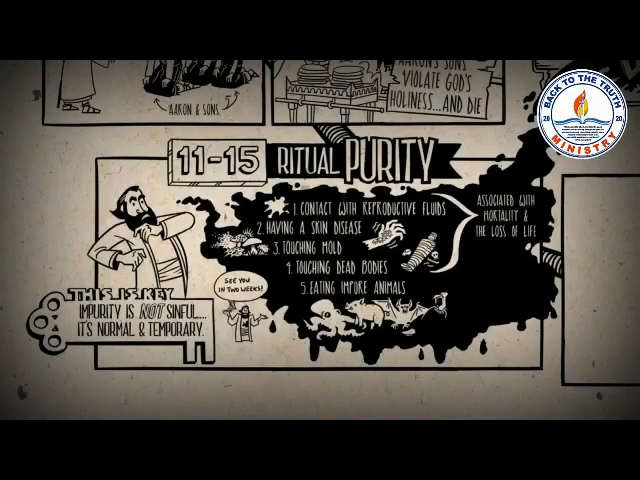 AARON & SONS
AARON'S SONS
VIOLATE GOD'S
HOLINESS...AND DIE
BACK TO THE TRUTH
20 20
MINISTRY
11-15 RITUAL PURITY
1. CONTACT WITH REPRODUCTIVE FLUIDS
2. HAVING A SKIN DISEASE
3. TOUCHING MOLD
4. TOUCHING DEAD BODIES
5. EATING IMPURE ANIMALS
ASSOCIATED WITH
MORTALITY &
THE LOSS OF LIFE
SEE YOU
IN TWO WEEKS!
THIS IS KEY
IMPURITY IS NOT SINFUL...
IT'S NORMAL & TEMPORARY.